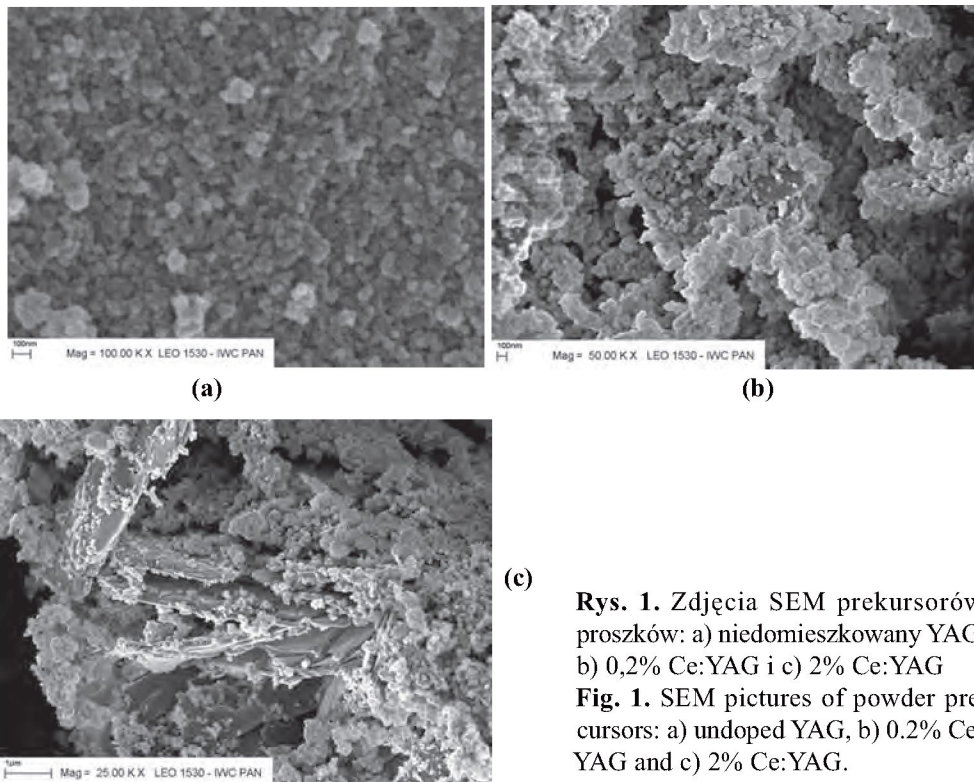 100nm
Mag = 100.00 K X LEO 1530 - IWC PAN
100nm
Mag = 50.00 K X LEO 1530 - IWC PAN
(a)
(b)
1µm
Mag = 25.00 K X LEO 1530 - IWC PAN
(c)
Rys. 1. Zdjęcia SEM prekursorów
proszków: a) niedomieszkowany YAG
b) 0,2% Ce:YAG i c) 2% Ce:YAG
Fig. 1. SEM pictures of powder pre
cursors: a) undoped YAG, b) 0.2% Ce
YAG and c) 2% Ce:YAG.